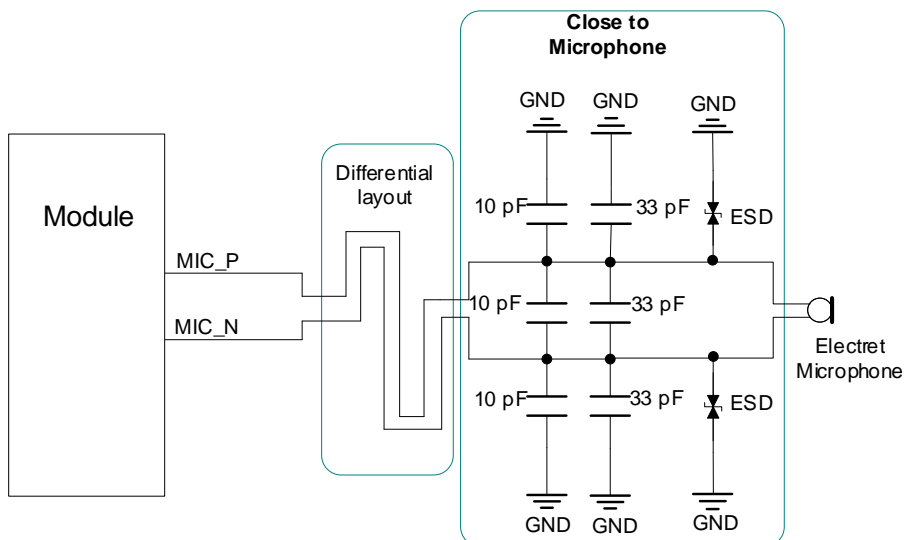 Close to
Microphone
GND
GND
GND
Differential
layout
10 pF
33 pF
ESD
Module
MIC_P
10 pF
33 pF
MIC_N
Electret
Microphone
10 pF
33 pF
ESD
GND
GND
GND